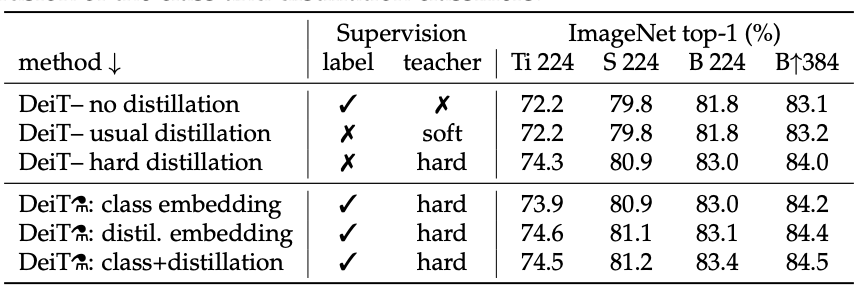 Supervision ImageNet top-1 (%)
method ↓ label teacher Ti 224 S 224 B 224 B↑384
DeiT– no distillation ✓ ✗ 72.2 79.8 81.8 83.1
DeiT– usual distillation ✗ soft 72.2 79.8 81.8 83.2
DeiT– hard distillation ✗ hard 74.3 80.9 83.0 84.0
DeiT⚗: class embedding ✓ hard 73.9 80.9 83.0 84.2
DeiT⚗: distil. embedding ✓ hard 74.6 81.1 83.1 84.4
DeiT⚗: class+distillation ✓ hard 74.5 81.2 83.4 84.5